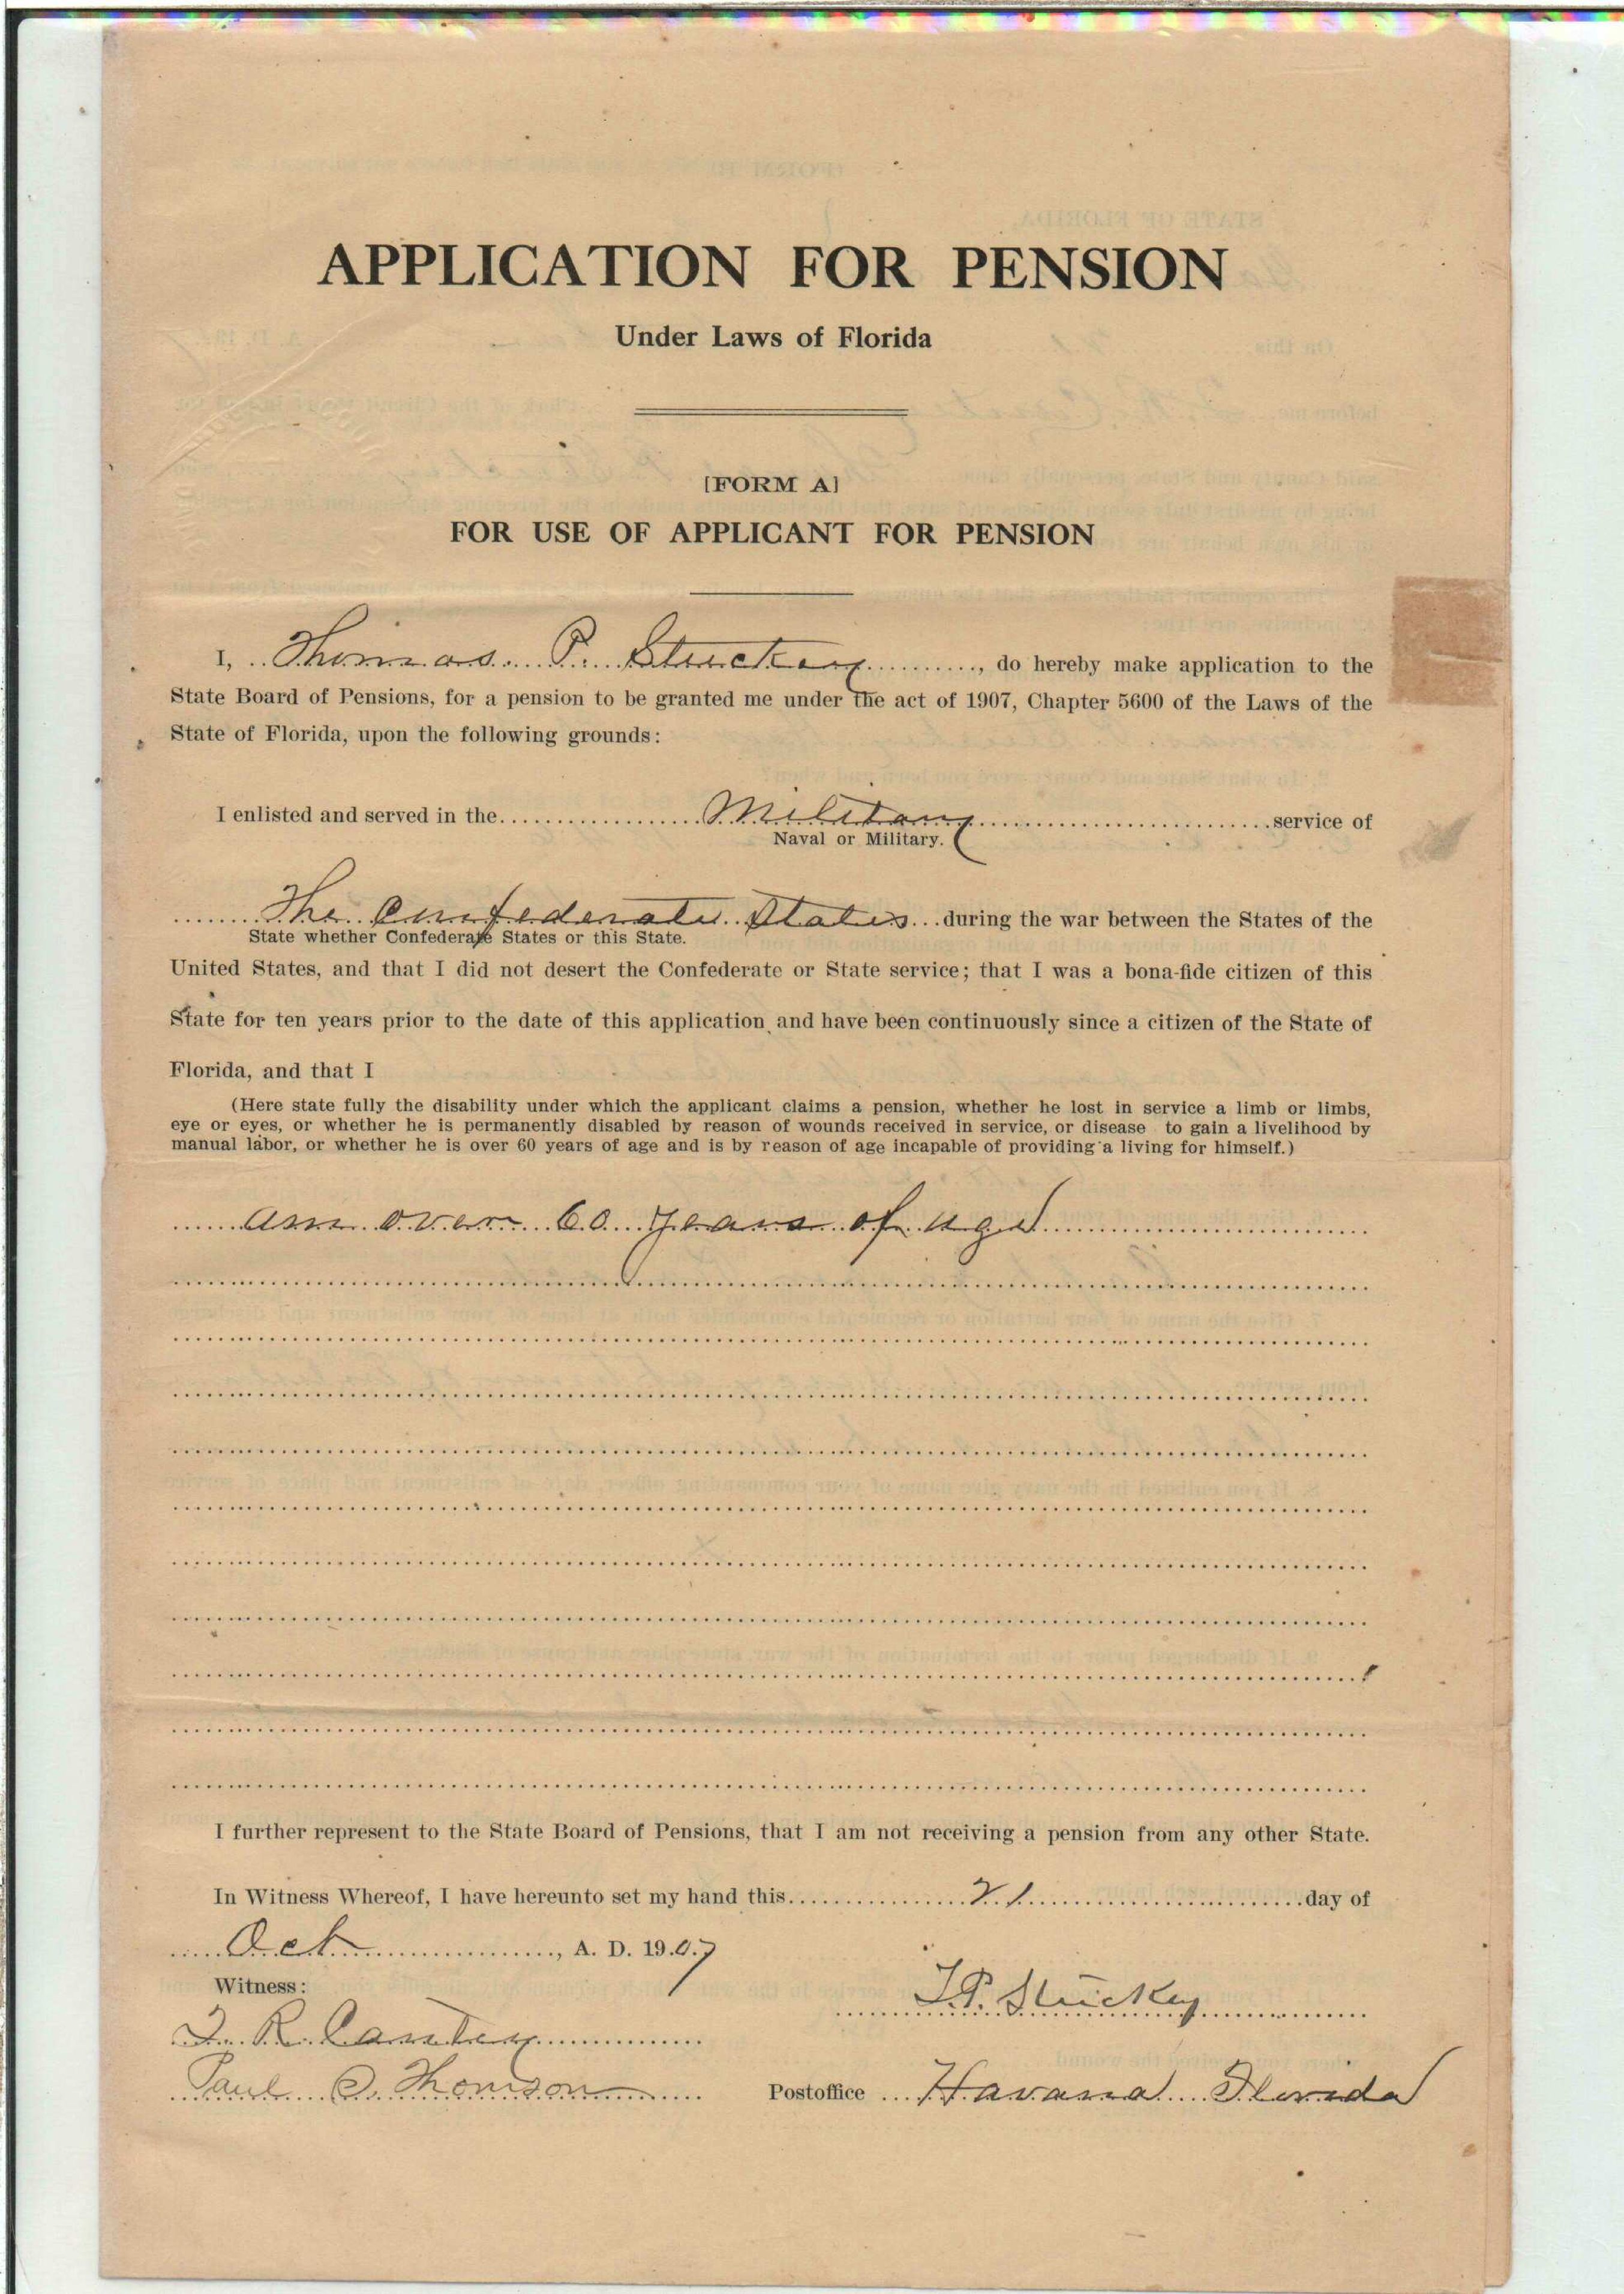 APPLICATION FOR PENSION
Under Laws of Florida
[FORM A]
FOR USE OF APPLICANT FOR PENSION
I, Thomas P. Stuckey, do hereby make application to the
State Board of Pensions, for a pension to be granted me under the act of 1907, Chapter 5600 of the Laws of the
State of Florida, upon the following grounds:
I enlisted and served in the Military service of
Naval or Military.
The Confederate States during the war between the States of the
State whether Confederate States or this State.
United States, and that I did not desert the Confederate or State service; that I was a bona-fide citizen of this
State for ten years prior to the date of this application and have been continuously since a citizen of the State of
Florida, and that I
(Here state fully the disability under which the applicant claims a pension, whether he lost in service a limb or limbs,
eye or eyes, or whether he is permanently disabled by reason of wounds received in service, or disease to gain a livelihood by
manual labor, or whether he is over 60 years of age and is by reason of age incapable of providing a living for himself.)
am over 60 years of age
I further represent to the State Board of Pensions, that I am not receiving a pension from any other State.
In Witness Whereof, I have hereunto set my hand this 21 day of
Oct, A. D. 1907
Witness:
T. P. Stuckey
R. Cantey
Paul Thomson
Postoffice Havana Florida